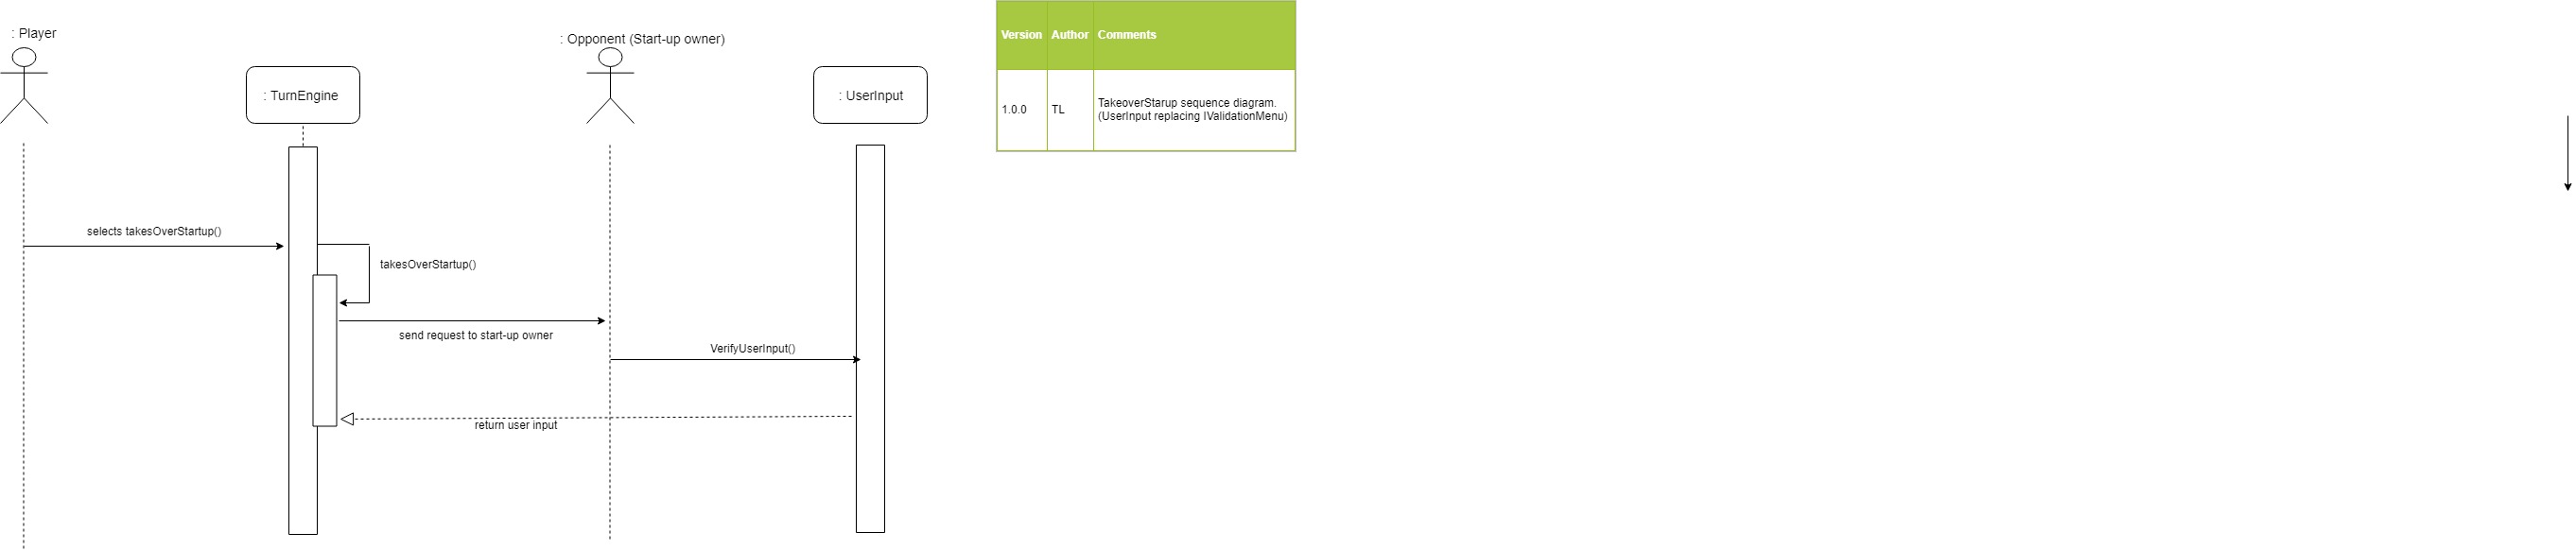 : Player
: Opponent (Start-up owner)
: TurnEngine
: UserInput
Version Author Comments
1.0.0 TL TakeoverStarup sequence diagram.
(UserInput replacing IValidationMenu)
selects takesOverStartup()
takesOverStartup()
send request to start-up owner
VerifyUserInput()
return user input